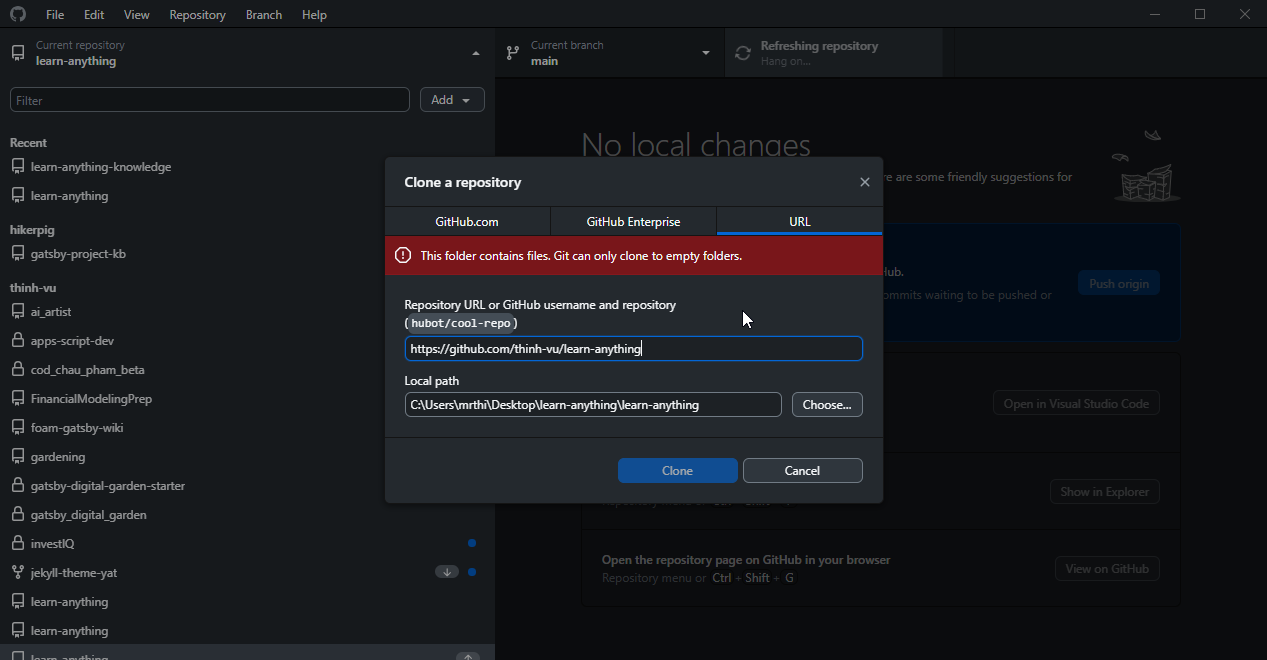 File Edit View Repository Branch Help
Current repository
learn-anything
Current branch
main
Refreshing repository
Hang on...
Filter
Add
Recent
learn-anything-knowledge
learn-anything
hikerpig
gatsby-project-kb
thinh-vu
ai_artist
apps-script-dev
cod_chau_pham_beta
FinancialModelingPrep
foam-gatsby-wiki
gardening
gatsby-digital-garden-starter
gatsby_digital_garden
investIQ
jekyll-theme-yat
learn-anything
learn-anything
learn-anything
No local changes
re are some friendly suggestions for
Hub.
ommits waiting to be pushed or
Push origin
Clone a repository
GitHub.com GitHub Enterprise URL
This folder contains files. Git can only clone to empty folders.
Repository URL or GitHub username and repository
(hubot/cool-repo)
https://github.com/thinh-vu/learn-anything
Local path
C:\Users\mrthi\Desktop\learn-anything\learn-anything
Choose...
Clone
Cancel
Open in Visual Studio Code
Show in Explorer
Open the repository page on GitHub in your browser
Repository menu or Ctrl + Shift + G
View on GitHub